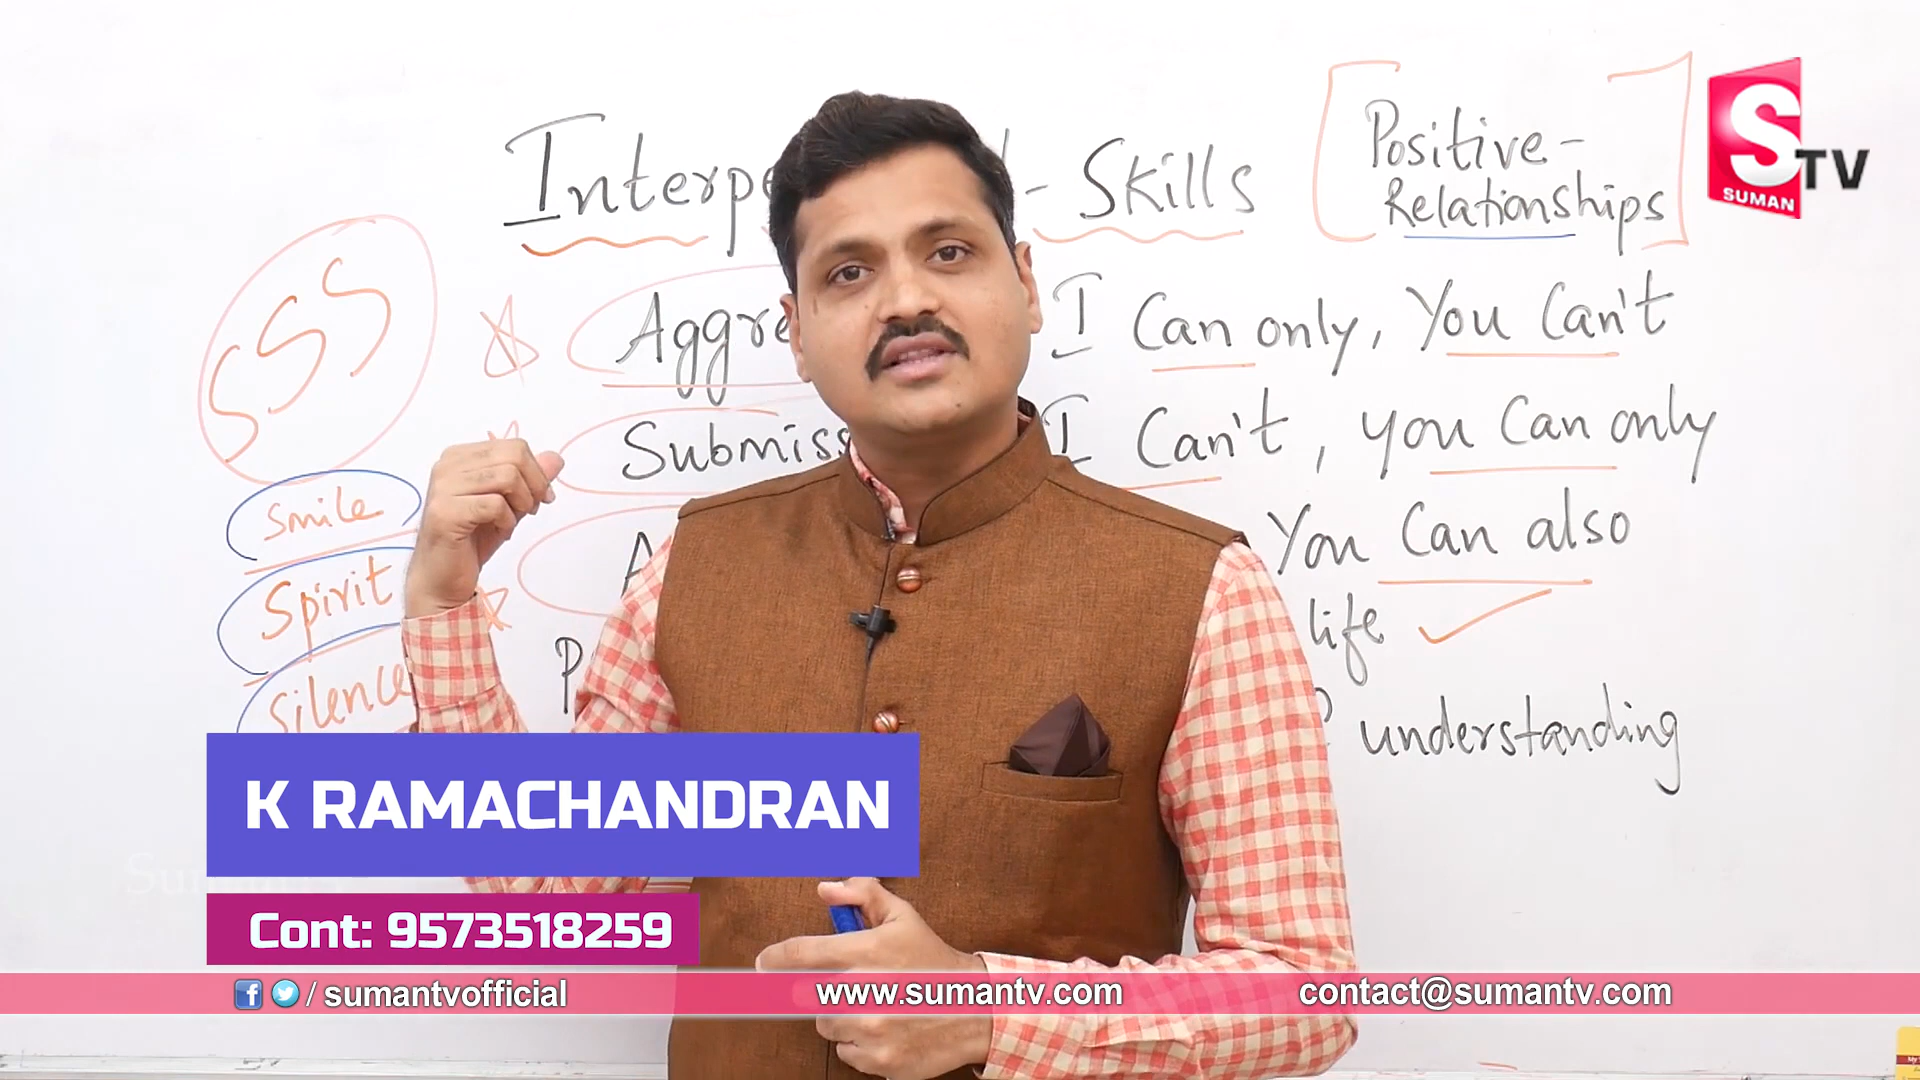 Interpe - Skills
Positive -
Relationships
S TV
SUMAN
SSS
Aggre I Can only, You Can't
Submiss I Can't, you Can only
Smile
You Can also
Spirit
life
Silence
understanding
K RAMACHANDRAN
Cont: 9573518259
/ sumantvofficial
www.sumantv.com
contact@sumantv.com